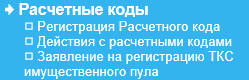 Расчетные коды
Регистрация Расчетного кода
Действия с расчетными кодами
Заявление на регистрацию ТКС
имущественного пула